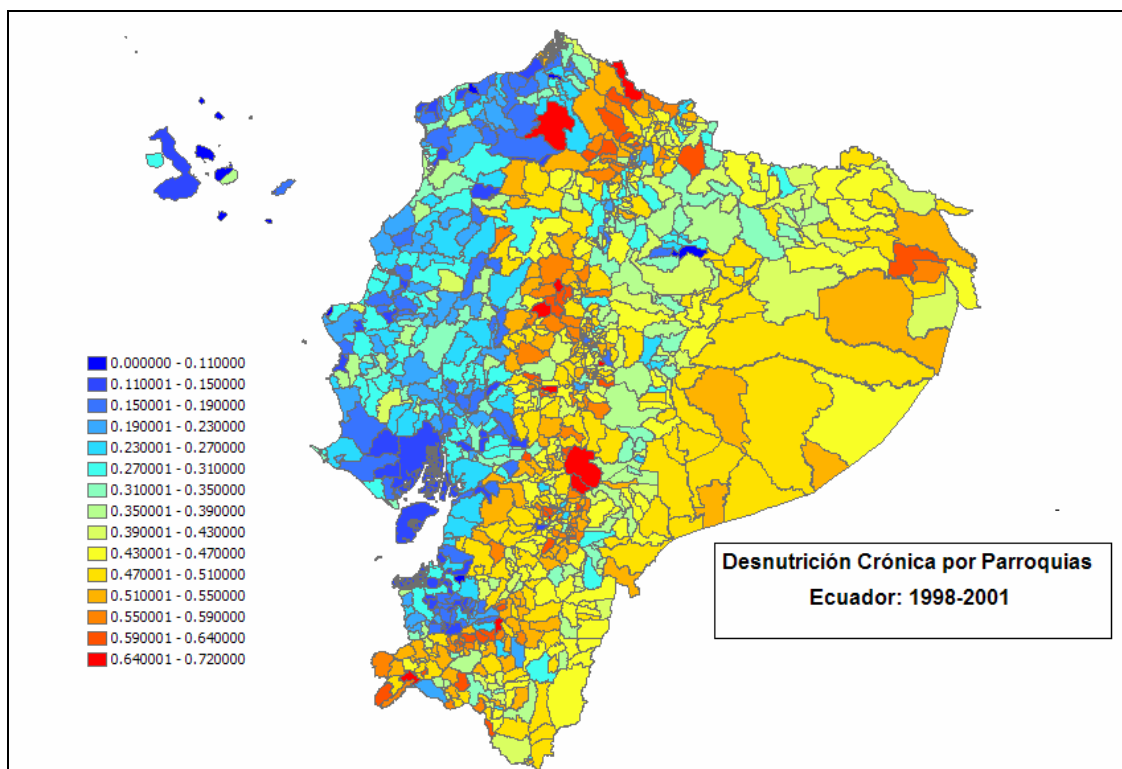 0.000000 - 0.110000
0.110001 - 0.150000
0.150001 - 0.190000
0.190001 - 0.230000
0.230001 - 0.270000
0.270001 - 0.310000
0.310001 - 0.350000
0.350001 - 0.390000
0.390001 - 0.430000
0.430001 - 0.470000
0.470001 - 0.510000
0.510001 - 0.550000
0.550001 - 0.590000
0.590001 - 0.640000
0.640001 - 0.720000
Desnutrición Crónica por Parroquias
Ecuador: 1998-2001